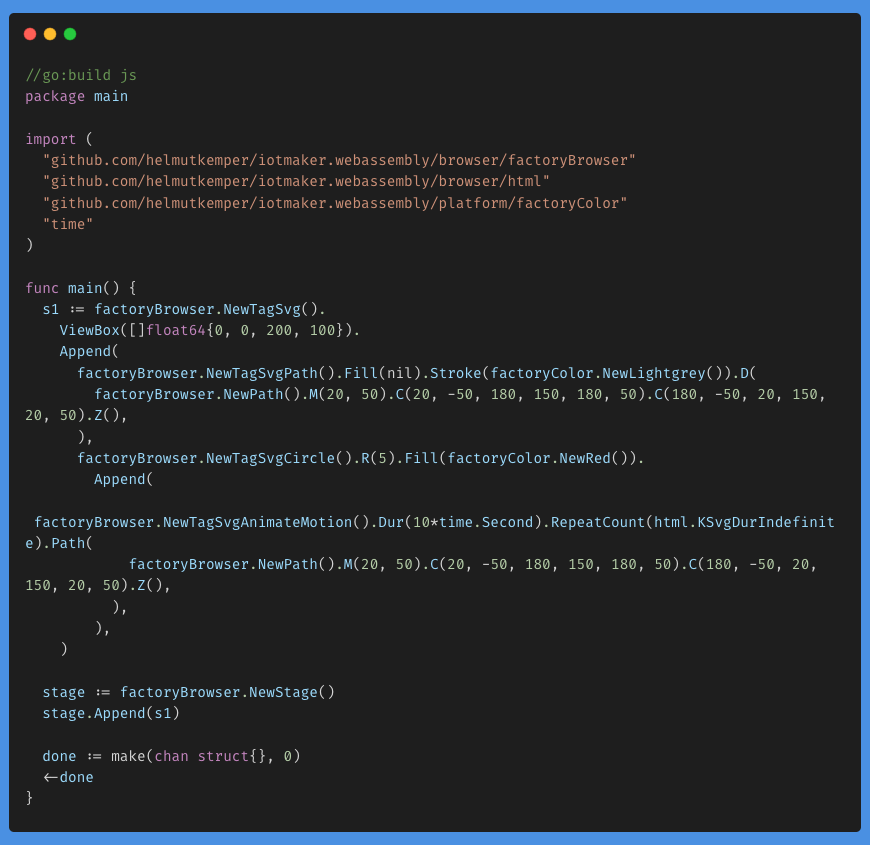 //go:build js
package main

import (
  "github.com/helmutkemper/iotmaker.webassembly/browser/factoryBrowser"
  "github.com/helmutkemper/iotmaker.webassembly/browser/html"
  "github.com/helmutkemper/iotmaker.webassembly/platform/factoryColor"
  "time"
)

func main() {
  s1 := factoryBrowser.NewTagSvg().
    ViewBox([]float64{0, 0, 200, 100}).
    Append(
      factoryBrowser.NewTagSvgPath().Fill(nil).Stroke(factoryColor.NewLightgrey()).D(
        factoryBrowser.NewPath().M(20, 50).C(20, -50, 180, 150, 180, 50).C(180, -50, 20, 150,
20, 50).Z(),
      ),
      factoryBrowser.NewTagSvgCircle().R(5).Fill(factoryColor.NewRed()).
        Append(

 factoryBrowser.NewTagSvgAnimateMotion().Dur(10*time.Second).RepeatCount(html.KSvgDurIndefinit
e).Path(
            factoryBrowser.NewPath().M(20, 50).C(20, -50, 180, 150, 180, 50).C(180, -50, 20,
150, 20, 50).Z(),
          ),
        ),
    )

  stage := factoryBrowser.NewStage()
  stage.Append(s1)

  done := make(chan struct{}, 0)
  <-done
}